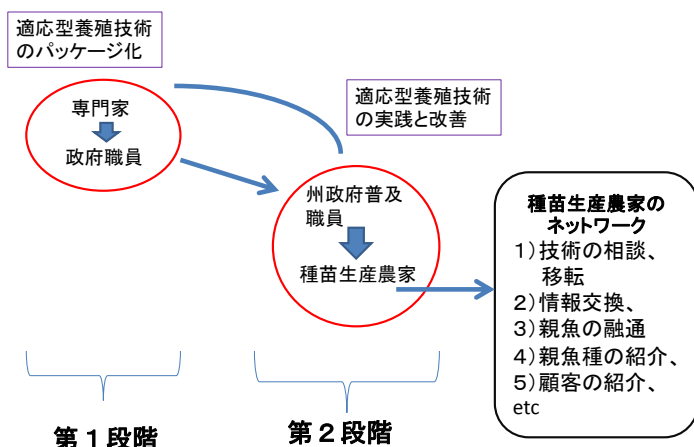 適応型養殖技術
のパッケージ化
専門家
政府職員
適応型養殖技術
の実践と改善
州政府普及
職員
種苗生産農家
種苗生産農家の
ネットワーク
1)技術の相談、
移転
2)情報交換、
3)親魚の融通
4)親魚種の紹介、
5)顧客の紹介、
etc
第1段階
第2段階